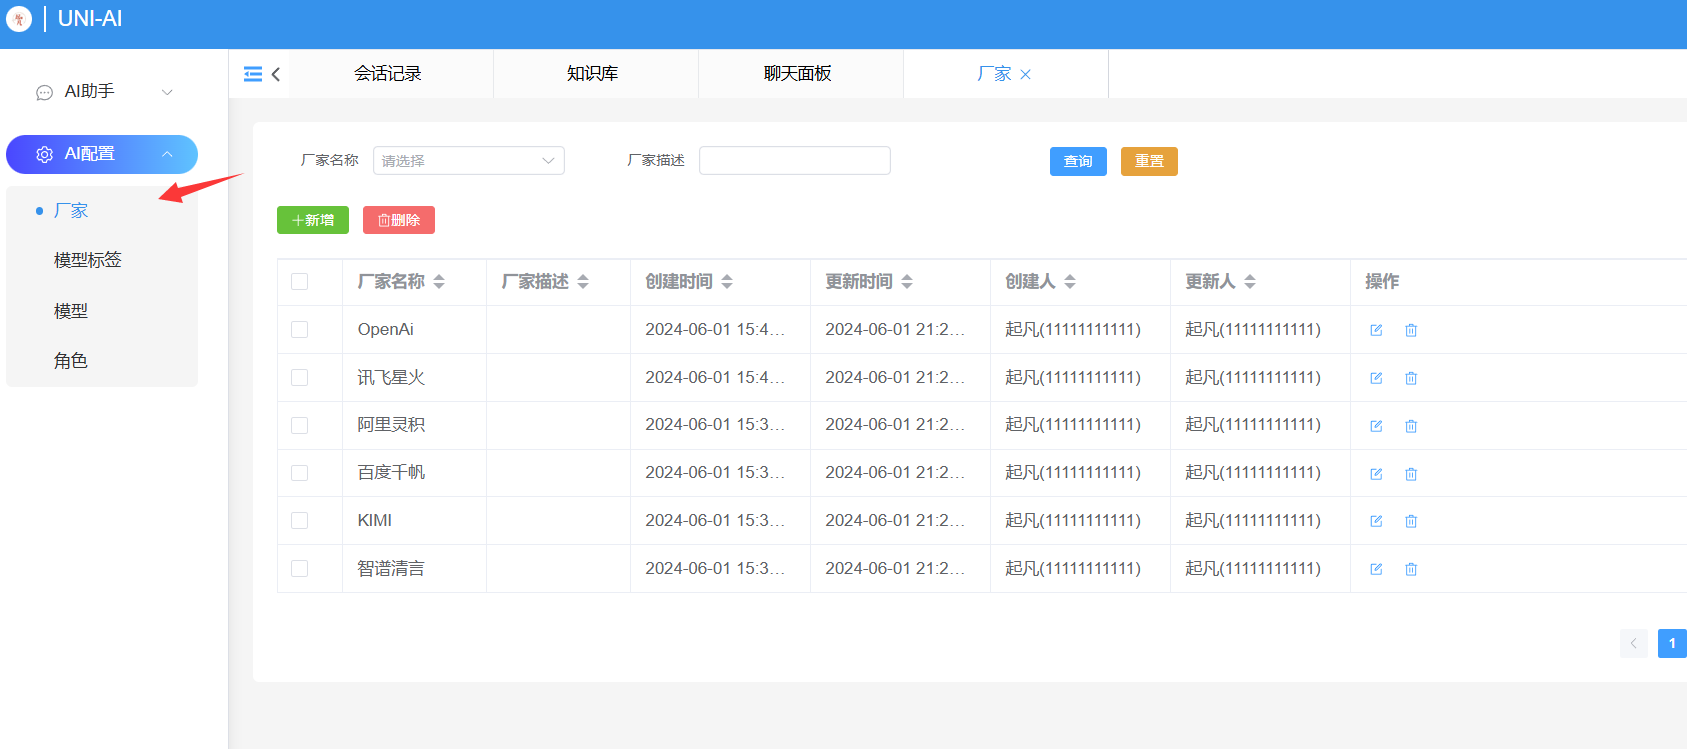 UNI-AI
AI助手
AI配置
厂家
模型标签
模型
角色
会话记录 知识库 聊天面板 厂家
厂家名称 请选择 厂家描述 查询 重置
新增 删除
厂家名称 厂家描述 创建时间 更新时间 创建人 更新人 操作
OpenAi 2024-06-01 15:4... 2024-06-01 21:2... 起凡(11111111111) 起凡(11111111111)
讯飞星火 2024-06-01 15:4... 2024-06-01 21:2... 起凡(11111111111) 起凡(11111111111)
阿里灵积 2024-06-01 15:3... 2024-06-01 21:2... 起凡(11111111111) 起凡(11111111111)
百度千帆 2024-06-01 15:3... 2024-06-01 21:2... 起凡(11111111111) 起凡(11111111111)
KIMI 2024-06-01 15:3... 2024-06-01 21:2... 起凡(11111111111) 起凡(11111111111)
智谱清言 2024-06-01 15:3... 2024-06-01 21:2... 起凡(11111111111) 起凡(11111111111)
1